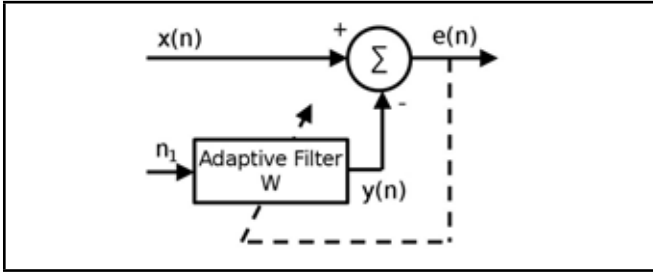 x(n)
+
Σ
e(n)
-
n₁
Adaptive Filter
W
y(n)